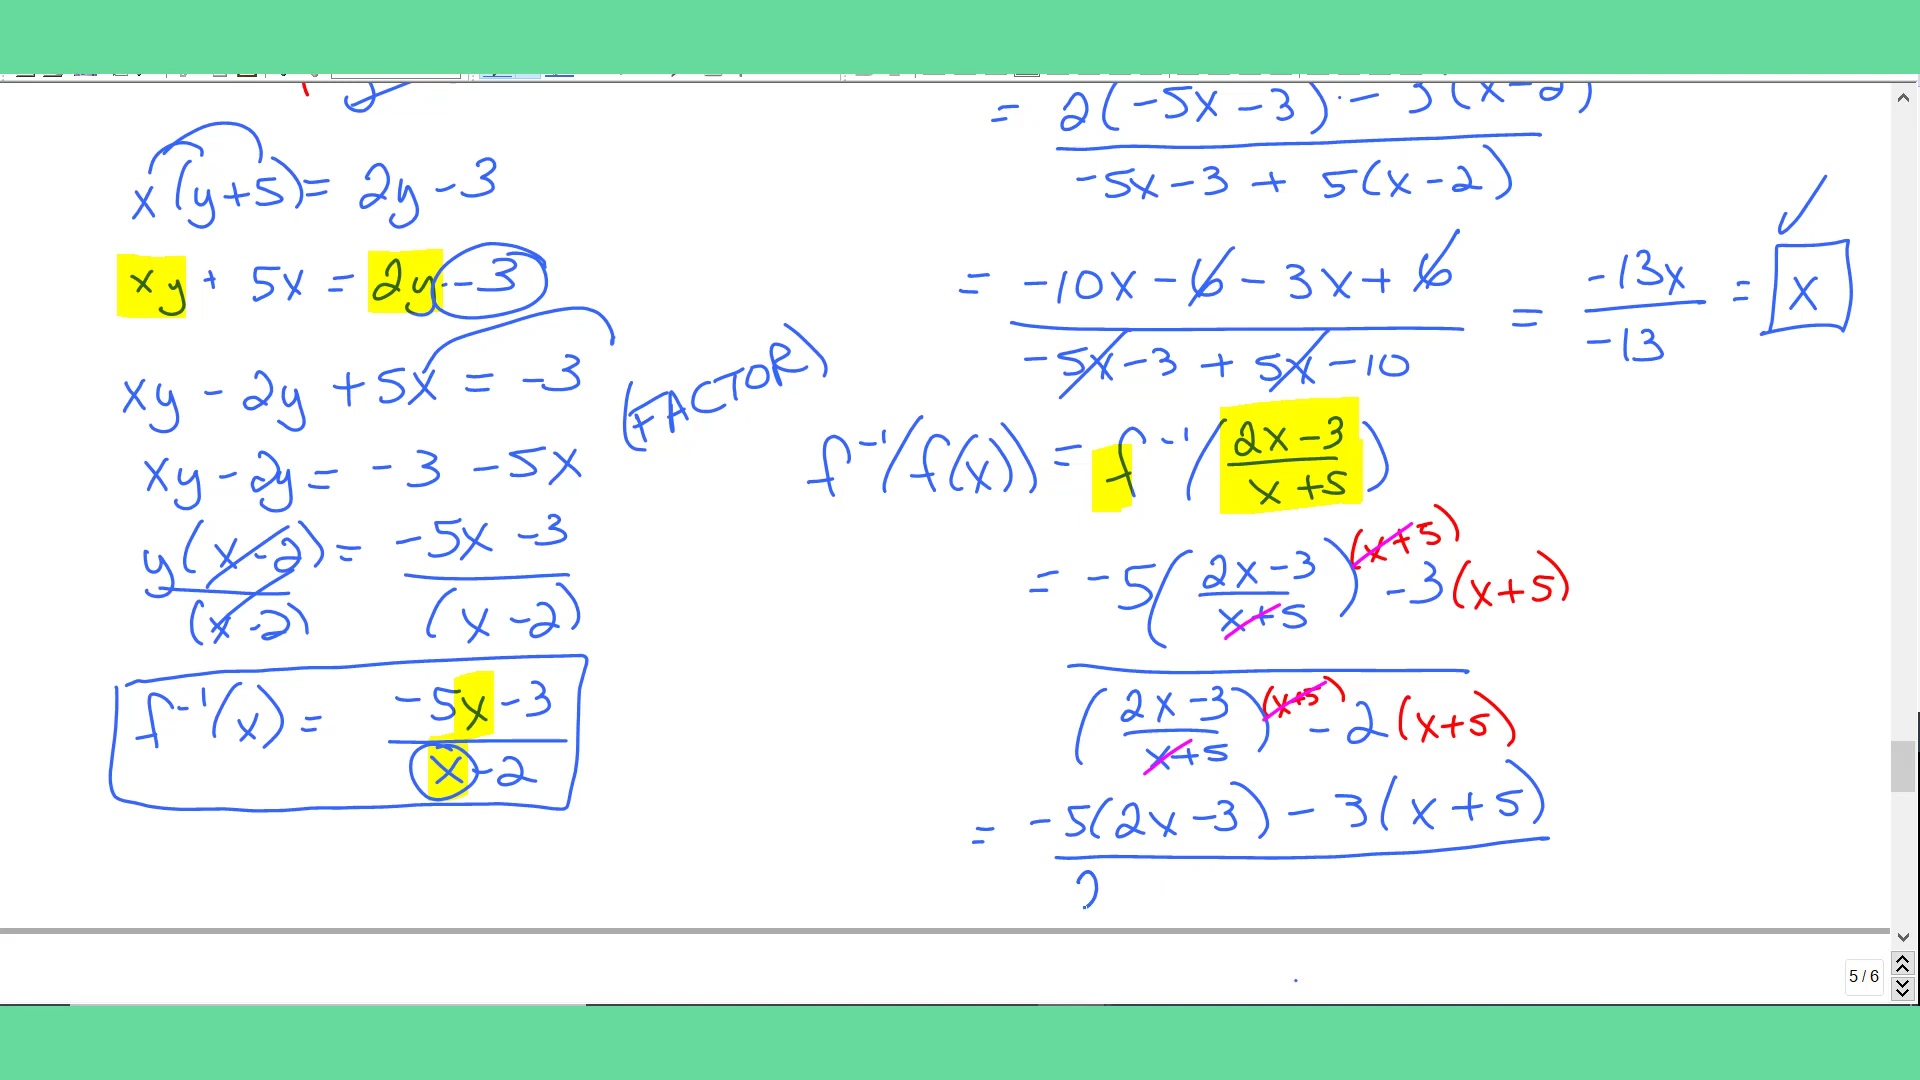 x(y+5) = 2y-3
xy + 5x = 2y-3
xy - 2y + 5x = -3
(FACTOR)
xy - 2y = -3 -5x
y(x-2) = -5x -3
(x-2) (x-2)
f⁻¹(x) = -5x-3
x-2
= 2(-5x-3) - 3(x-2)
-5x-3 + 5(x-2)
= -10x - 6 - 3x + 6 = -13x = x ✓
-5x-3 + 5x-10 -13
f⁻¹(f(x)) = f⁻¹(2x-3)
x+5
= -5(2x-3)(x+5) -3(x+5)
x+5
(2x-3)(x+5) - 2(x+5)
x+5
= -5(2x-3) - 3(x+5)
2
5 / 6